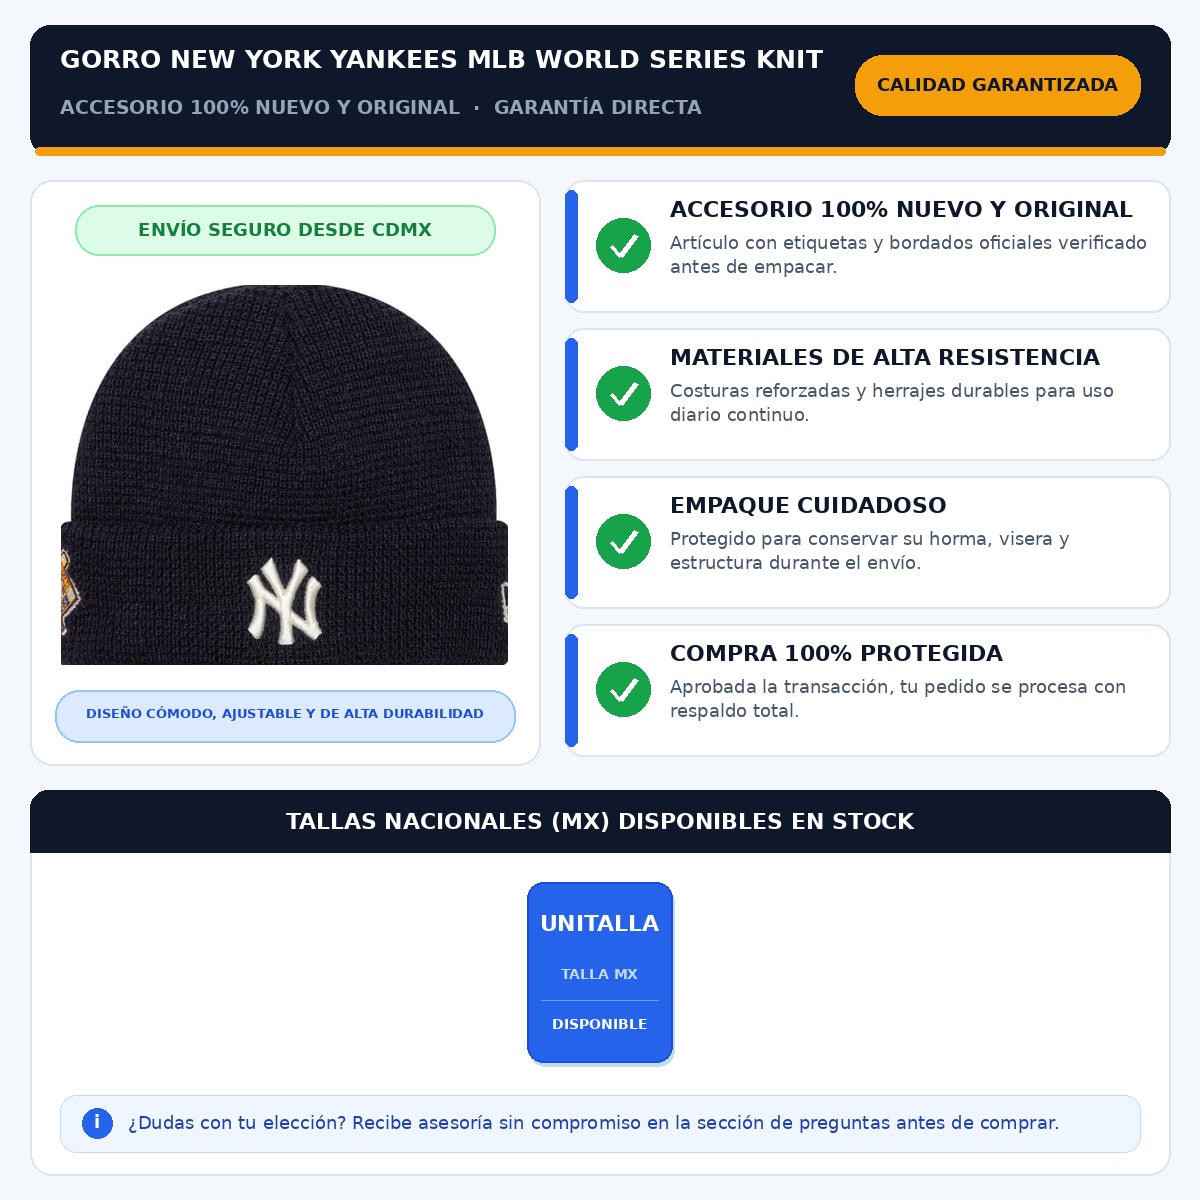 GORRO NEW YORK YANKEES MLB WORLD SERIES KNIT
ACCESORIO 100% NUEVO Y ORIGINAL · GARANTÍA DIRECTA
CALIDAD GARANTIZADA
ENVÍO SEGURO DESDE CDMX
NY
DISEÑO CÓMODO, AJUSTABLE Y DE ALTA DURABILIDAD
ACCESORIO 100% NUEVO Y ORIGINAL
Artículo con etiquetas y bordados oficiales verificado
antes de empacar.
MATERIALES DE ALTA RESISTENCIA
Costuras reforzadas y herrajes durables para uso
diario continuo.
EMPAQUE CUIDADOSO
Protegido para conservar su horma, visera y
estructura durante el envío.
COMPRA 100% PROTEGIDA
Aprobada la transacción, tu pedido se procesa con
respaldo total.
TALLAS NACIONALES (MX) DISPONIBLES EN STOCK
UNITALLA
TALLA MX
DISPONIBLE
i ¿Dudas con tu elección? Recibe asesoría sin compromiso en la sección de preguntas antes de comprar.